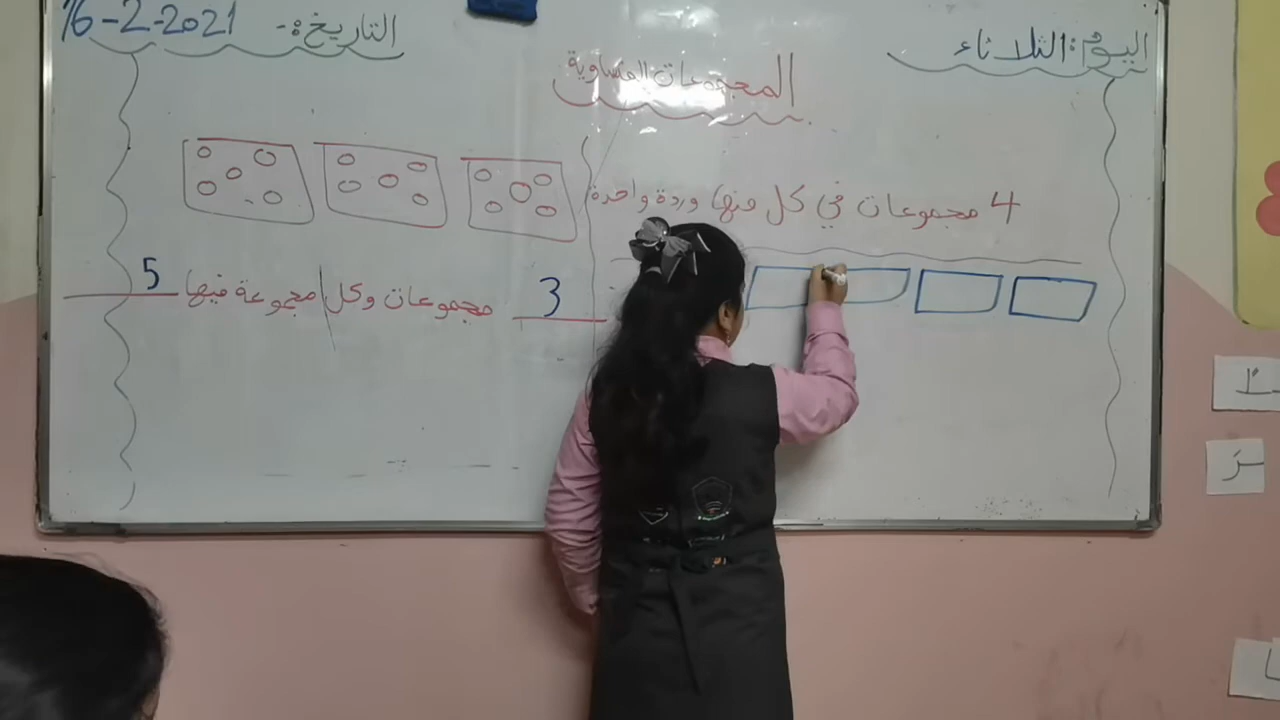 اليوم: الثلاثاء
التاريخ:- 16-2-2021
المجموعات المتساوية
4 مجموعات في كل منها وردة واحدة
3 مجموعات وكل مجموعة فيها 5